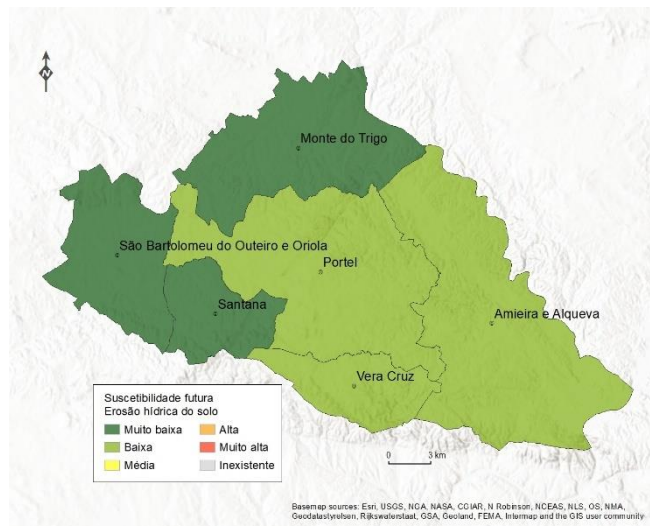 N
Monte do Trigo
São Bartolomeu do Outeiro e Oriola
Portel
Santana
Amieira e Alqueva
Vera Cruz
Suscetibilidade futura
Erosão hídrica do solo
Muito baixa
Alta
Baixa
Muito alta
Média
Inexistente
0 3 km
Basemap sources: Esri, USGS, NGA, NASA, CGIAR, N Robinson, NCEAS, NLS, OS, NMA,
Geodatastyrelsen, Rijkswaterstaat, GSA, Geoland, FEMA, Intermap and the GIS user community